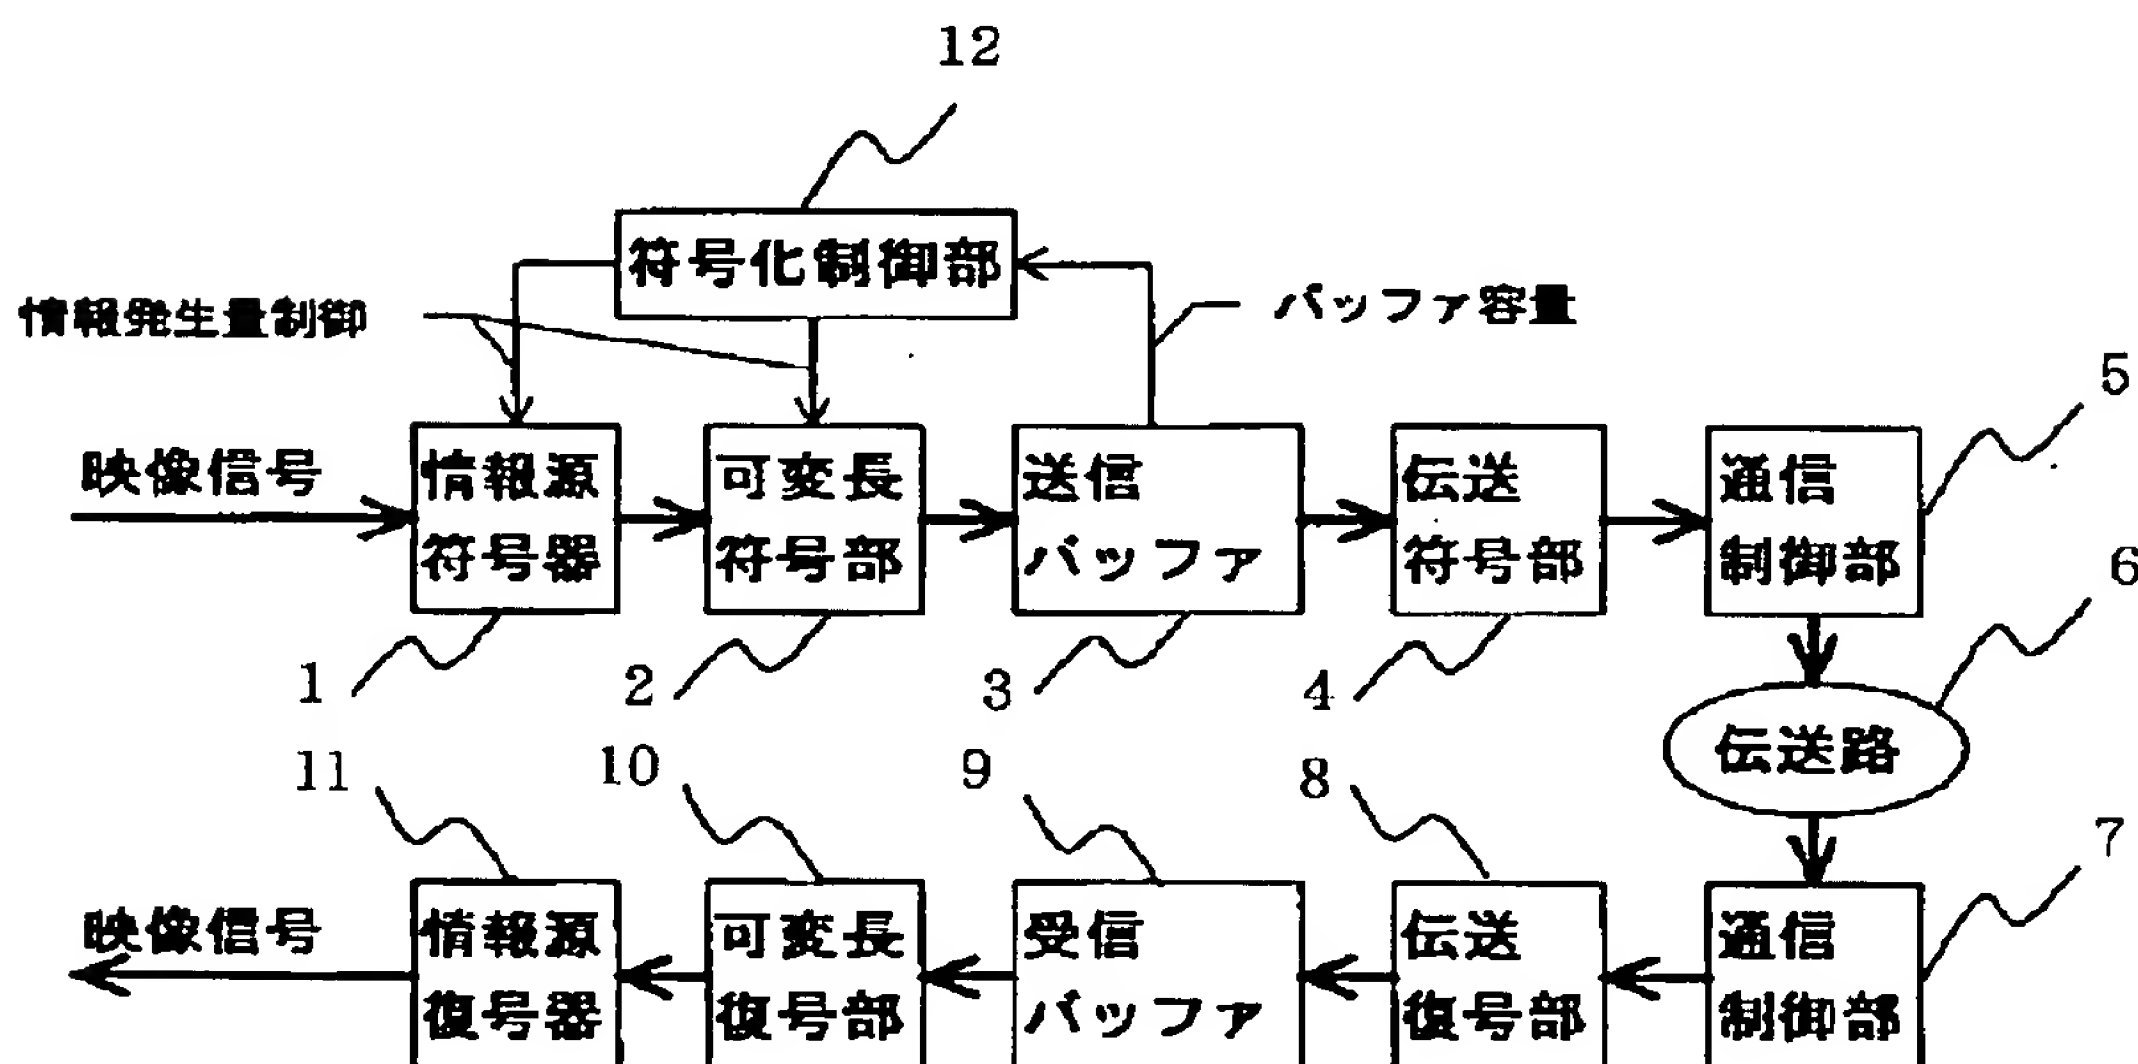 12
符号化制御部
情報発生量制御
バッファ容量
5
映像信号
情報源
符号器
可変長
符号部
送信
バッファ
伝送
符号部
通信
制御部
6
1
2
3
4
伝送路
11
10
9
8
7
映像信号
情報源
復号器
可変長
復号部
受信
バッファ
伝送
復号部
通信
制御部